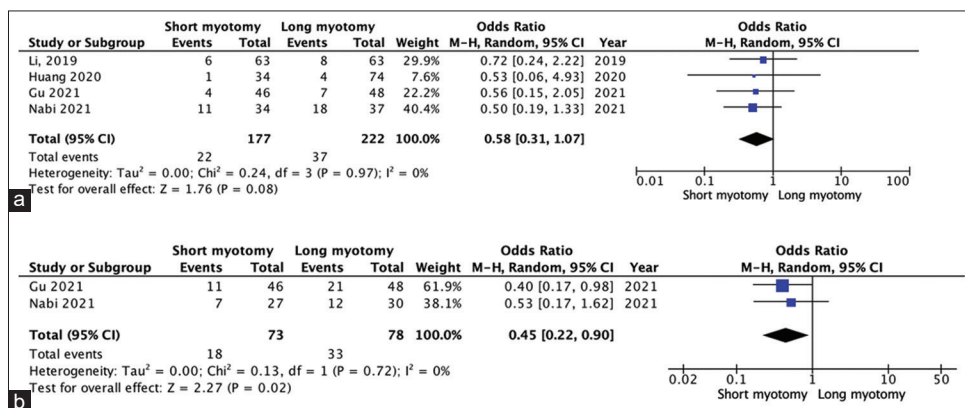 Short myotomy Long myotomy Odds Ratio Odds Ratio
Study or Subgroup Events Total Events Total Weight M-H, Random, 95% CI Year M-H, Random, 95% CI
Li, 2019 6 63 8 63 29.9% 0.72 [0.24, 2.22] 2019
Huang 2020 1 34 4 74 7.6% 0.53 [0.06, 4.93] 2020
Gu 2021 4 46 7 48 22.2% 0.56 [0.15, 2.05] 2021
Nabi 2021 11 34 18 37 40.4% 0.50 [0.19, 1.33] 2021
Total (95% CI) 177 222 100.0% 0.58 [0.31, 1.07]
Total events 22 37
Heterogeneity: Tau² = 0.00; Chi² = 0.24, df = 3 (P = 0.97); I² = 0%
Test for overall effect: Z = 1.76 (P = 0.08)
0.01 0.1 1 10 100
Short myotomy Long myotomy
a
Short myotomy Long myotomy Odds Ratio Odds Ratio
Study or Subgroup Events Total Events Total Weight M-H, Random, 95% CI Year M-H, Random, 95% CI
Gu 2021 11 46 21 48 61.9% 0.40 [0.17, 0.98] 2021
Nabi 2021 7 27 12 30 38.1% 0.53 [0.17, 1.62] 2021
Total (95% CI) 73 78 100.0% 0.45 [0.22, 0.90]
Total events 18 33
Heterogeneity: Tau² = 0.00; Chi² = 0.13, df = 1 (P = 0.72); I² = 0%
Test for overall effect: Z = 2.27 (P = 0.02)
0.02 0.1 1 10 50
Short myotomy Long myotomy
b